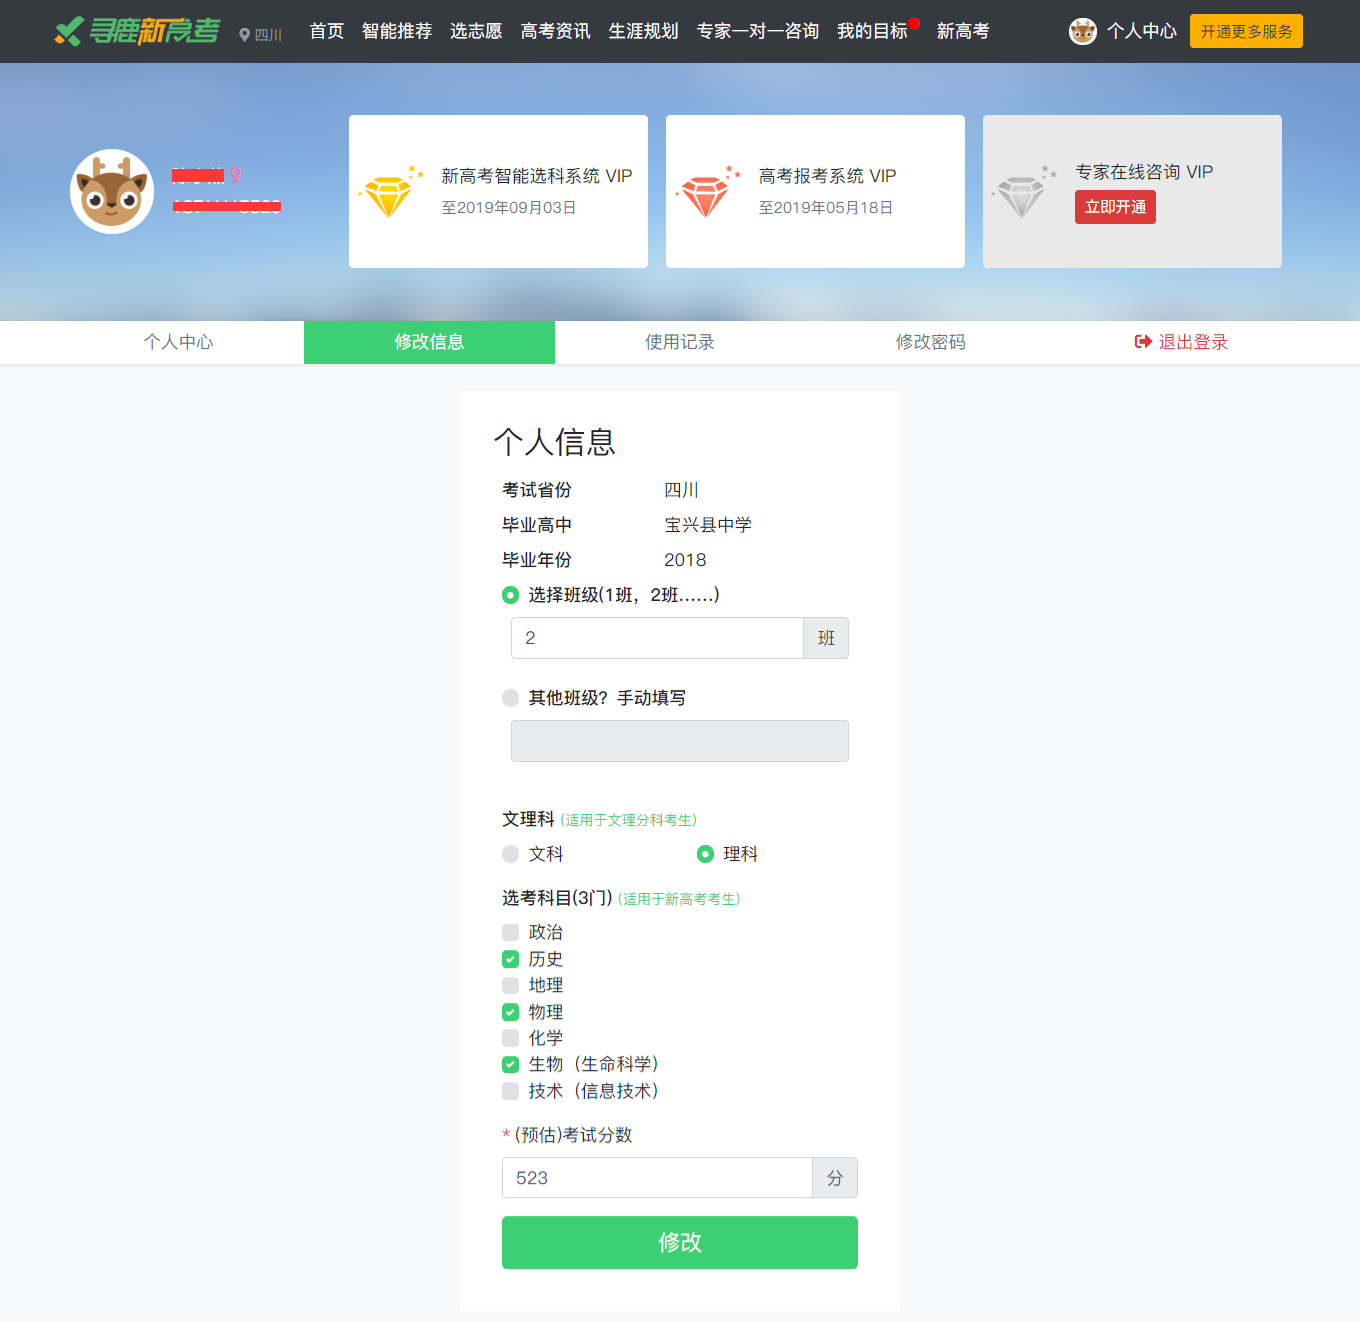 寻鹿新高考
四川
首页 智能推荐 选志愿 高考资讯 生涯规划 专家一对一咨询 我的目标 新高考
个人中心
开通更多服务
新高考智能选科系统 VIP
至2019年09月03日
高考报考系统 VIP
至2019年05月18日
专家在线咨询 VIP
立即开通
个人中心 修改信息 使用记录 修改密码 退出登录
个人信息
考试省份 四川
毕业高中 宝兴县中学
毕业年份 2018
选择班级(1班，2班……)
2 班
其他班级？手动填写
文理科 (适用于文理分科考生)
文科 理科
选考科目(3门) (适用于新高考考生)
政治
历史
地理
物理
化学
生物（生命科学）
技术（信息技术）
* (预估)考试分数
523 分
修改